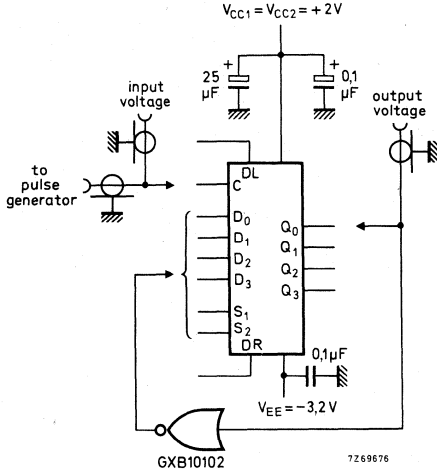 V_CC1 = V_CC2 = +2V
+
25 µF
+
0,1 µF
input voltage
output voltage
to pulse generator
DL
C
D0
D1
D2
D3
S1
S2
DR
Q0
Q1
Q2
Q3
0,1µF
V_EE = −3,2 V
GXB10102
7Z69676